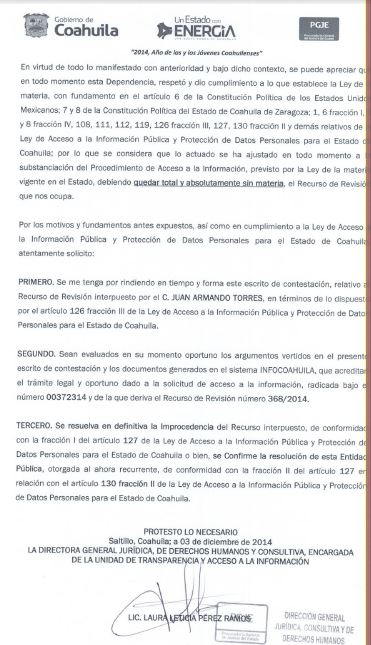 Gobierno de
Coahuila
Un Estado con
ENERGÍA
PGJE
"2014, Año de las y los Jóvenes Coahuilenses"
En virtud de todo lo manifestado con anterioridad y bajo dicho contexto, se puede apreciar que
en todo momento esta Dependencia, respetó y dio cumplimiento a lo que establece la Ley de
materia, con fundamento en el artículo 6 de la Constitución Política de los Estados Unido
Mexicanos; 7 y 8 de la Constitución Política del Estado de Coahuila de Zaragoza; 1, 6 fracción I,
y 8 fracción IV, 108, 111, 112, 119, 126 fracción III, 127, 130 fracción II y demás relativos de
Ley de Acceso a la Información Pública y Protección de Datos Personales para el Estado d
Coahuila; por lo que se considera que lo actuado se ha ajustado en todo momento a
substanciación del Procedimiento de Acceso a la Información, previsto por la Ley de la materi
vigente en el Estado, debiendo quedar total y absolutamente sin materia, el Recurso de Revisió
que nos ocupa.
Por los motivos y fundamentos antes expuestos, así como en cumplimiento a la Ley de Acceso
la Información Pública y Protección de Datos Personales para el Estado de Coahuila
atentamente solicito:
PRIMERO. Se me tenga por rindiendo en tiempo y forma este escrito de contestación, relativo a
Recurso de Revisión interpuesto por el C. JUAN ARMANDO TORRES, en términos de lo dispuest
por el artículo 126 fracción III de la Ley de Acceso a la Información Pública y Protección de Dato
Personales para el Estado de Coahuila.
SEGUNDO. Sean evaluados en su momento oportuno los argumentos vertidos en el present
escrito de contestación y los documentos generados en el sistema INFOCOAHUILA, que acreditan
el trámite legal y oportuno dado a la solicitud de acceso a la información, radicada bajo e
número 00372314 y de la que deriva el Recurso de Revisión número 368/2014.
TERCERO. Se resuelva en definitiva la Improcedencia del Recurso interpuesto, de conformidad
con la fracción I del artículo 127 de la Ley de Acceso a la Información Pública y Protección de
Datos Personales para el Estado de Coahuila o bien, se Confirme la resolución de esta Entidad
Pública, otorgada al ahora recurrente, de conformidad con la fracción II del artículo 127 en
relación con el artículo 130 fracción II de la Ley de Acceso a la Información Pública y Protección
de Datos Personales para el Estado de Coahuila.
PROTESTO LO NECESARIO
Saltillo, Coahuila; a 03 de diciembre de 2014
LA DIRECTORA GENERAL JURÍDICA, DE DERECHOS HUMANOS Y CONSULTIVA, ENCARGADA
DE LA UNIDAD DE TRANSPARENCIA Y ACCESO A LA INFORMACIÓN
LIC. LAURA LETICIA PÉREZ RAMOS
DIRECCIÓN GENERAL
JURÍDICA, CONSULTIVA Y DE
DERECHOS HUMANOS